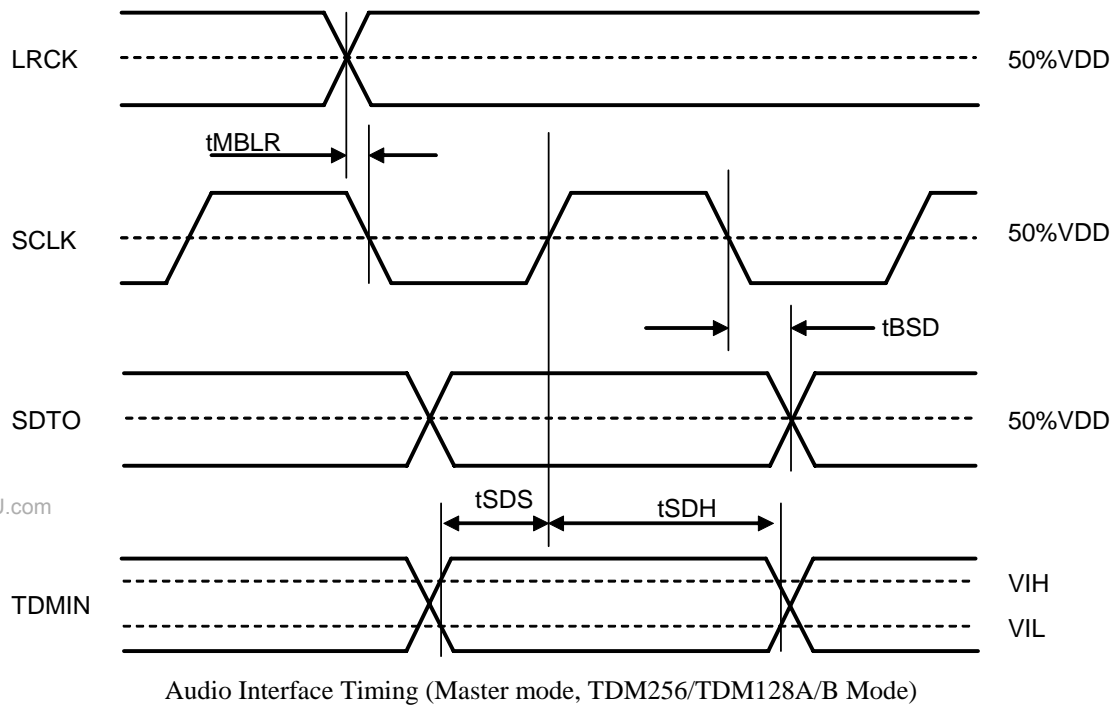 LRCK
50%VDD
tMBLR
SCLK
50%VDD
tBSD
SDTO
50%VDD
J.com
tSDS
tSDH
TDMIN
VIH
VIL
Audio Interface Timing (Master mode, TDM256/TDM128A/B Mode)